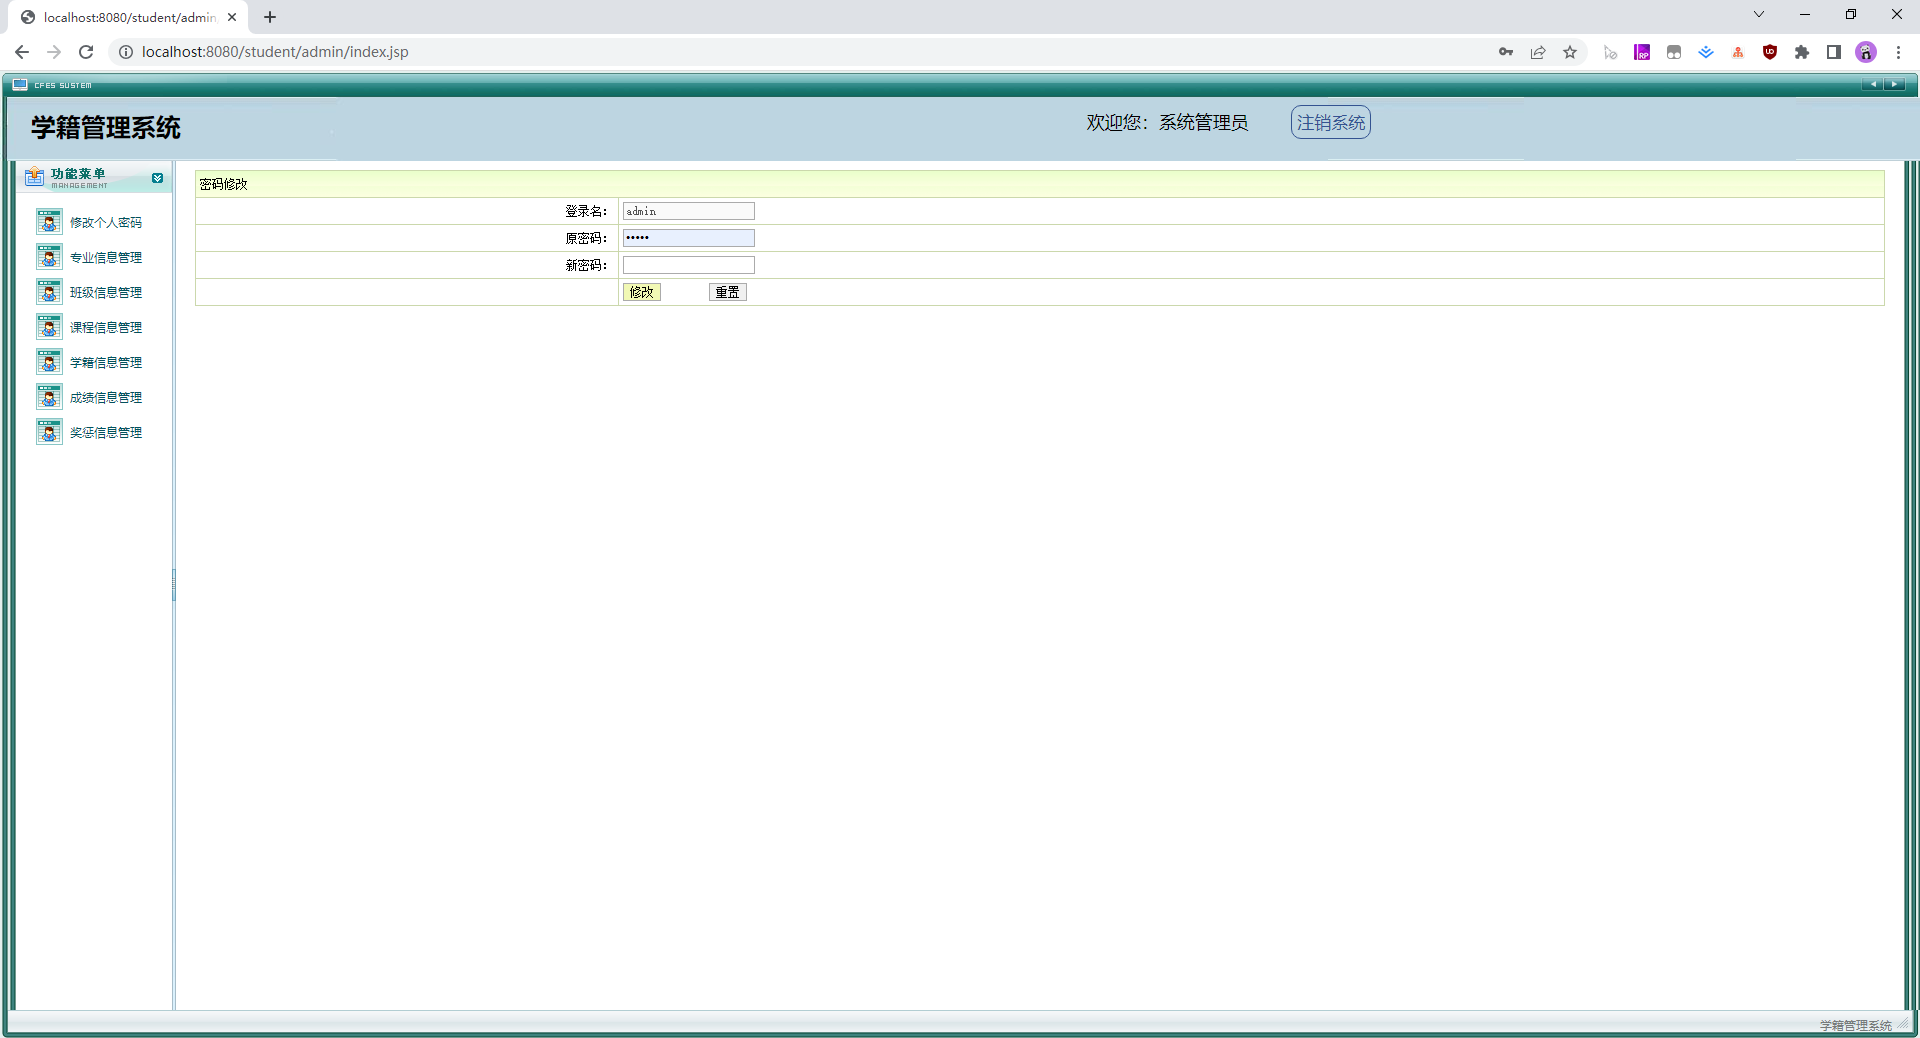 localhost:8080/student/admin
localhost:8080/student/admin/index.jsp
CFES SUSTEM
学籍管理系统
欢迎您：系统管理员
注销系统
功能菜单
MANAGEMENT
修改个人密码
专业信息管理
班级信息管理
课程信息管理
学籍信息管理
成绩信息管理
奖惩信息管理
密码修改
登录名： admin
原密码： •••••
新密码：
修改 重置
学籍管理系统